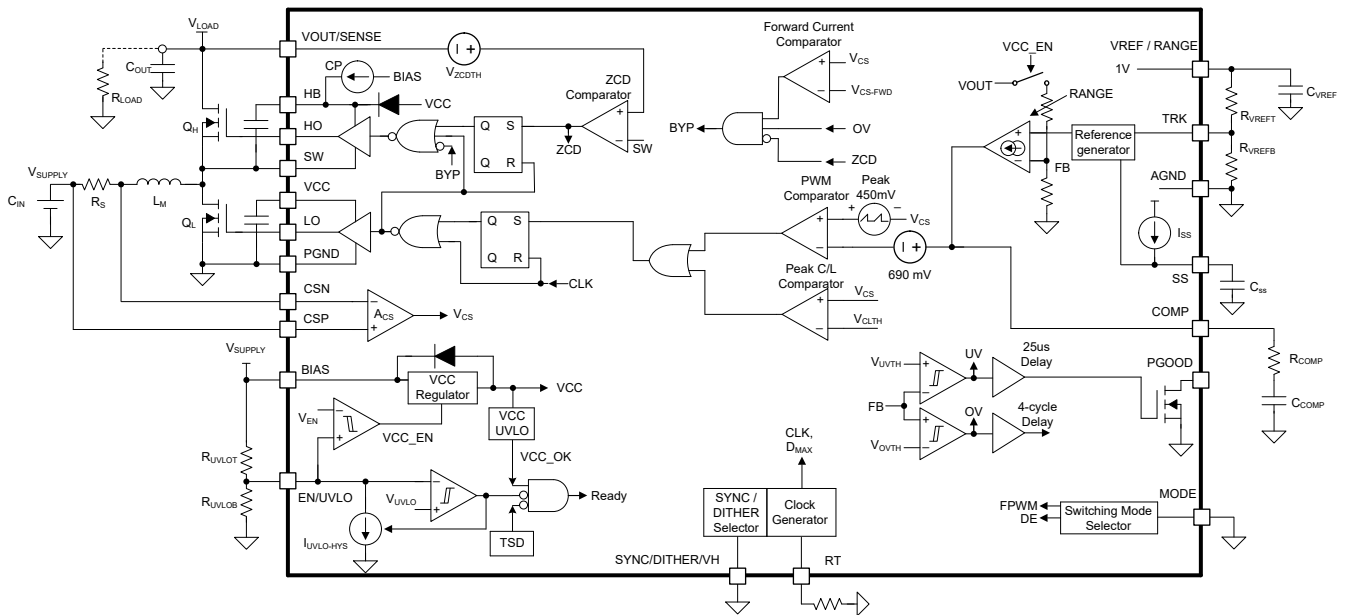 VLOAD
VOUT/SENSE
COUT
RLOAD
VZCDTH
CP
BIAS
HB
VCC
QH
HO
SW
ZCD
Comparator
SW
ZCD
Q
S
Q
R
BYP
VSUPPLY
CIN
RS
LM
VCC
QL
LO
PGND
Q
S
Q
R
CLK
CSN
CSP
ACS
VCS
Forward Current
Comparator
VCS
VCS-FWD
BYP
OV
ZCD
PWM
Comparator
Peak
450mV
VCS
690 mV
Peak C/L
Comparator
VCS
VCLTH
VCC_EN
VOUT
RANGE
FB
Reference
generator
VREF / RANGE
1V
CVREF
RVREFT
TRK
RVREFB
AGND
ISS
SS
Css
COMP
RCOMP
CCOMP
VSUPPLY
BIAS
VCC
Regulator
VCC
VEN
VCC_EN
VCC
UVLO
VCC_OK
RUVLOT
RUVLOB
EN/UVLO
VUVLO
Ready
IUVLO-HYS
TSD
VUVTH
UV
25us
Delay
FB
OV
4-cycle
Delay
VOVTH
PGOOD
CLK,
DMAX
SYNC /
DITHER
Selector
Clock
Generator
SYNC/DITHER/VH
RT
MODE
FPWM
DE
Switching Mode
Selector